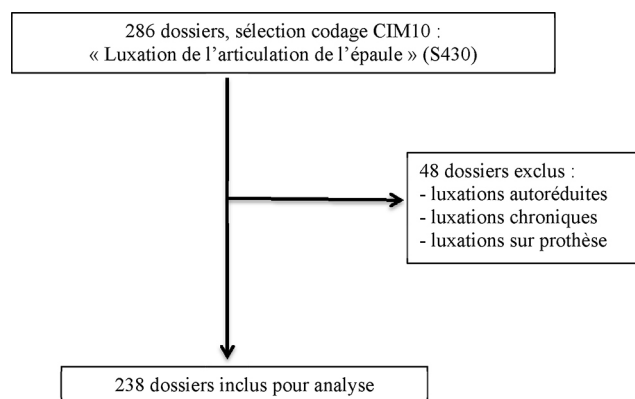 286 dossiers, sélection codage CIM10 :
« Luxation de l’articulation de l’épaule » (S430)
48 dossiers exclus :
- luxations autoréduites
- luxations chroniques
- luxations sur prothèse
238 dossiers inclus pour analyse